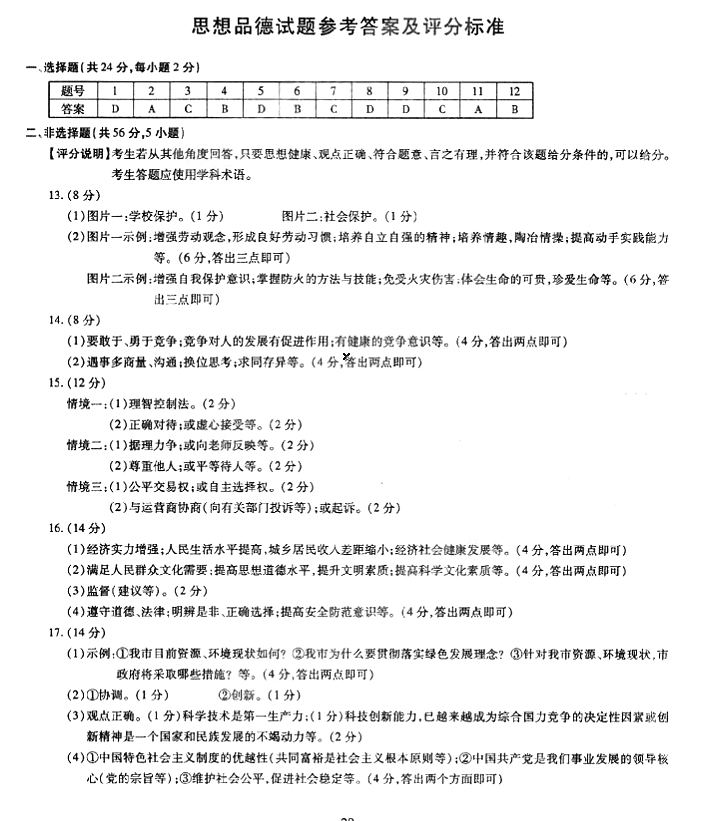 思想品德试题参考答案及评分标准
一、选择题(共24分,每小题2分)
题号 1 2 3 4 5 6 7 8 9 10 11 12
答案 D A C B D B C D D C A B
二、非选择题(共56分,5小题)
【评分说明】考生若从其他角度回答,只要思想健康、观点正确、符合题意、言之有理,并符合该题给分条件的,可以给分。
考生答题应使用学科术语。
13.(8分)
(1)图片一:学校保护。(1分) 图片二:社会保护。(1分)
(2)图片一示例:增强劳动观念,形成良好劳动习惯;培养自立自强的精神;培养情趣,陶冶情操;提高动手实践能力
等。(6分,答出三点即可)
图片二示例:增强自我保护意识;掌握防火的方法与技能;免受火灾伤害;体会生命的可贵,珍爱生命等。(6分,答
出三点即可)
14.(8分)
(1)要敢于、勇于竞争;竞争对人的发展有促进作用;有健康的竞争意识等。(4分,答出两点即可)
(2)遇事多商量、沟通;换位思考;求同存异等。(4分,答出两点即可)
15.(12分)
情境一:(1)理智控制法。(2分)
(2)正确对待;或虚心接受等。(2分)
情境二:(1)据理力争;或向老师反映等。(2分)
(2)尊重他人;或平等待人等。(2分)
情境三:(1)公平交易权;或自主选择权。(2分)
(2)与运营商协商(向有关部门投诉等);或起诉。(2分)
16.(14分)
(1)经济实力增强;人民生活水平提高,城乡居民收入差距缩小;经济社会健康发展等。(4分,答出两点即可)
(2)满足人民群众文化需要;提高思想道德水平,提升文明素质;提高科学文化素质等。(4分,答出两点即可)
(3)监督(建议等)。(2分)
(4)遵守道德、法律;明辨是非、正确选择;提高安全防范意识等。(4分,答出两点即可)
17.(14分)
(1)示例:①我市目前资源、环境现状如何?②我市为什么要贯彻落实绿色发展理念?③针对我市资源、环境现状,市
政府将采取哪些措施?等。(4分,答出两点即可)
(2)①协调。(1分) ②创新。(1分)
(3)观点正确。(1分)科学技术是第一生产力;(1分)科技创新能力,已越来越成为综合国力竞争的决定性因素或创
新精神是一个国家和民族发展的不竭动力等。(2分)
(4)①中国特色社会主义制度的优越性(共同富裕是社会主义根本原则等);②中国共产党是我们事业发展的领导核
心(党的宗旨等);③维护社会公平,促进社会稳定等。(4分,答出两个方面即可)